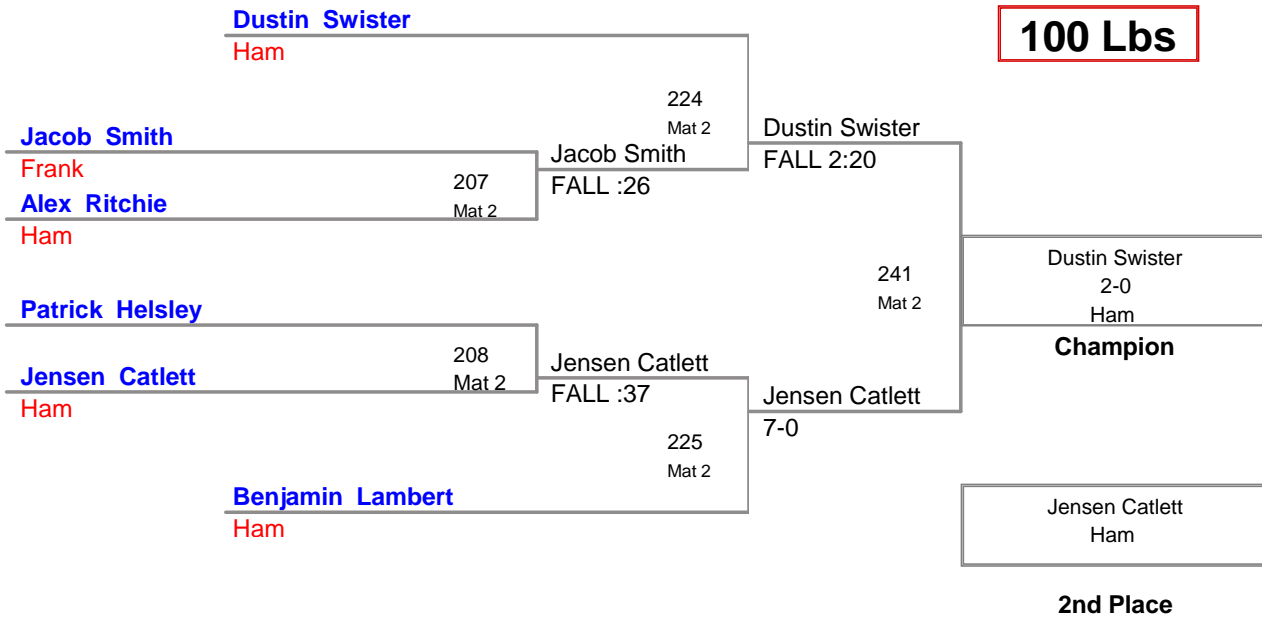 Dustin Swister
Ham
100 Lbs
224
Mat 2
Dustin Swister
FALL 2:20
Jacob Smith
Frank
Jacob Smith
FALL :26
207
Mat 2
Alex Ritchie
Ham
241
Mat 2
Dustin Swister
2-0
Ham
Champion
Patrick Helsley
208
Mat 2
Jensen Catlett
FALL :37
Jensen Catlett
Ham
Jensen Catlett
7-0
225
Mat 2
Benjamin Lambert
Ham
Jensen Catlett
Ham
2nd Place